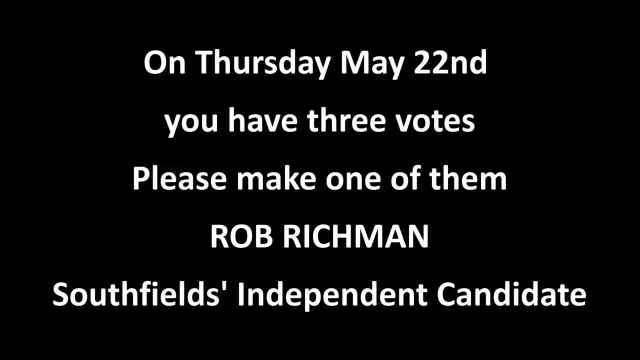 On Thursday May 22nd
you have three votes
Please make one of them
ROB RICHMAN
Southfields' Independent Candidate